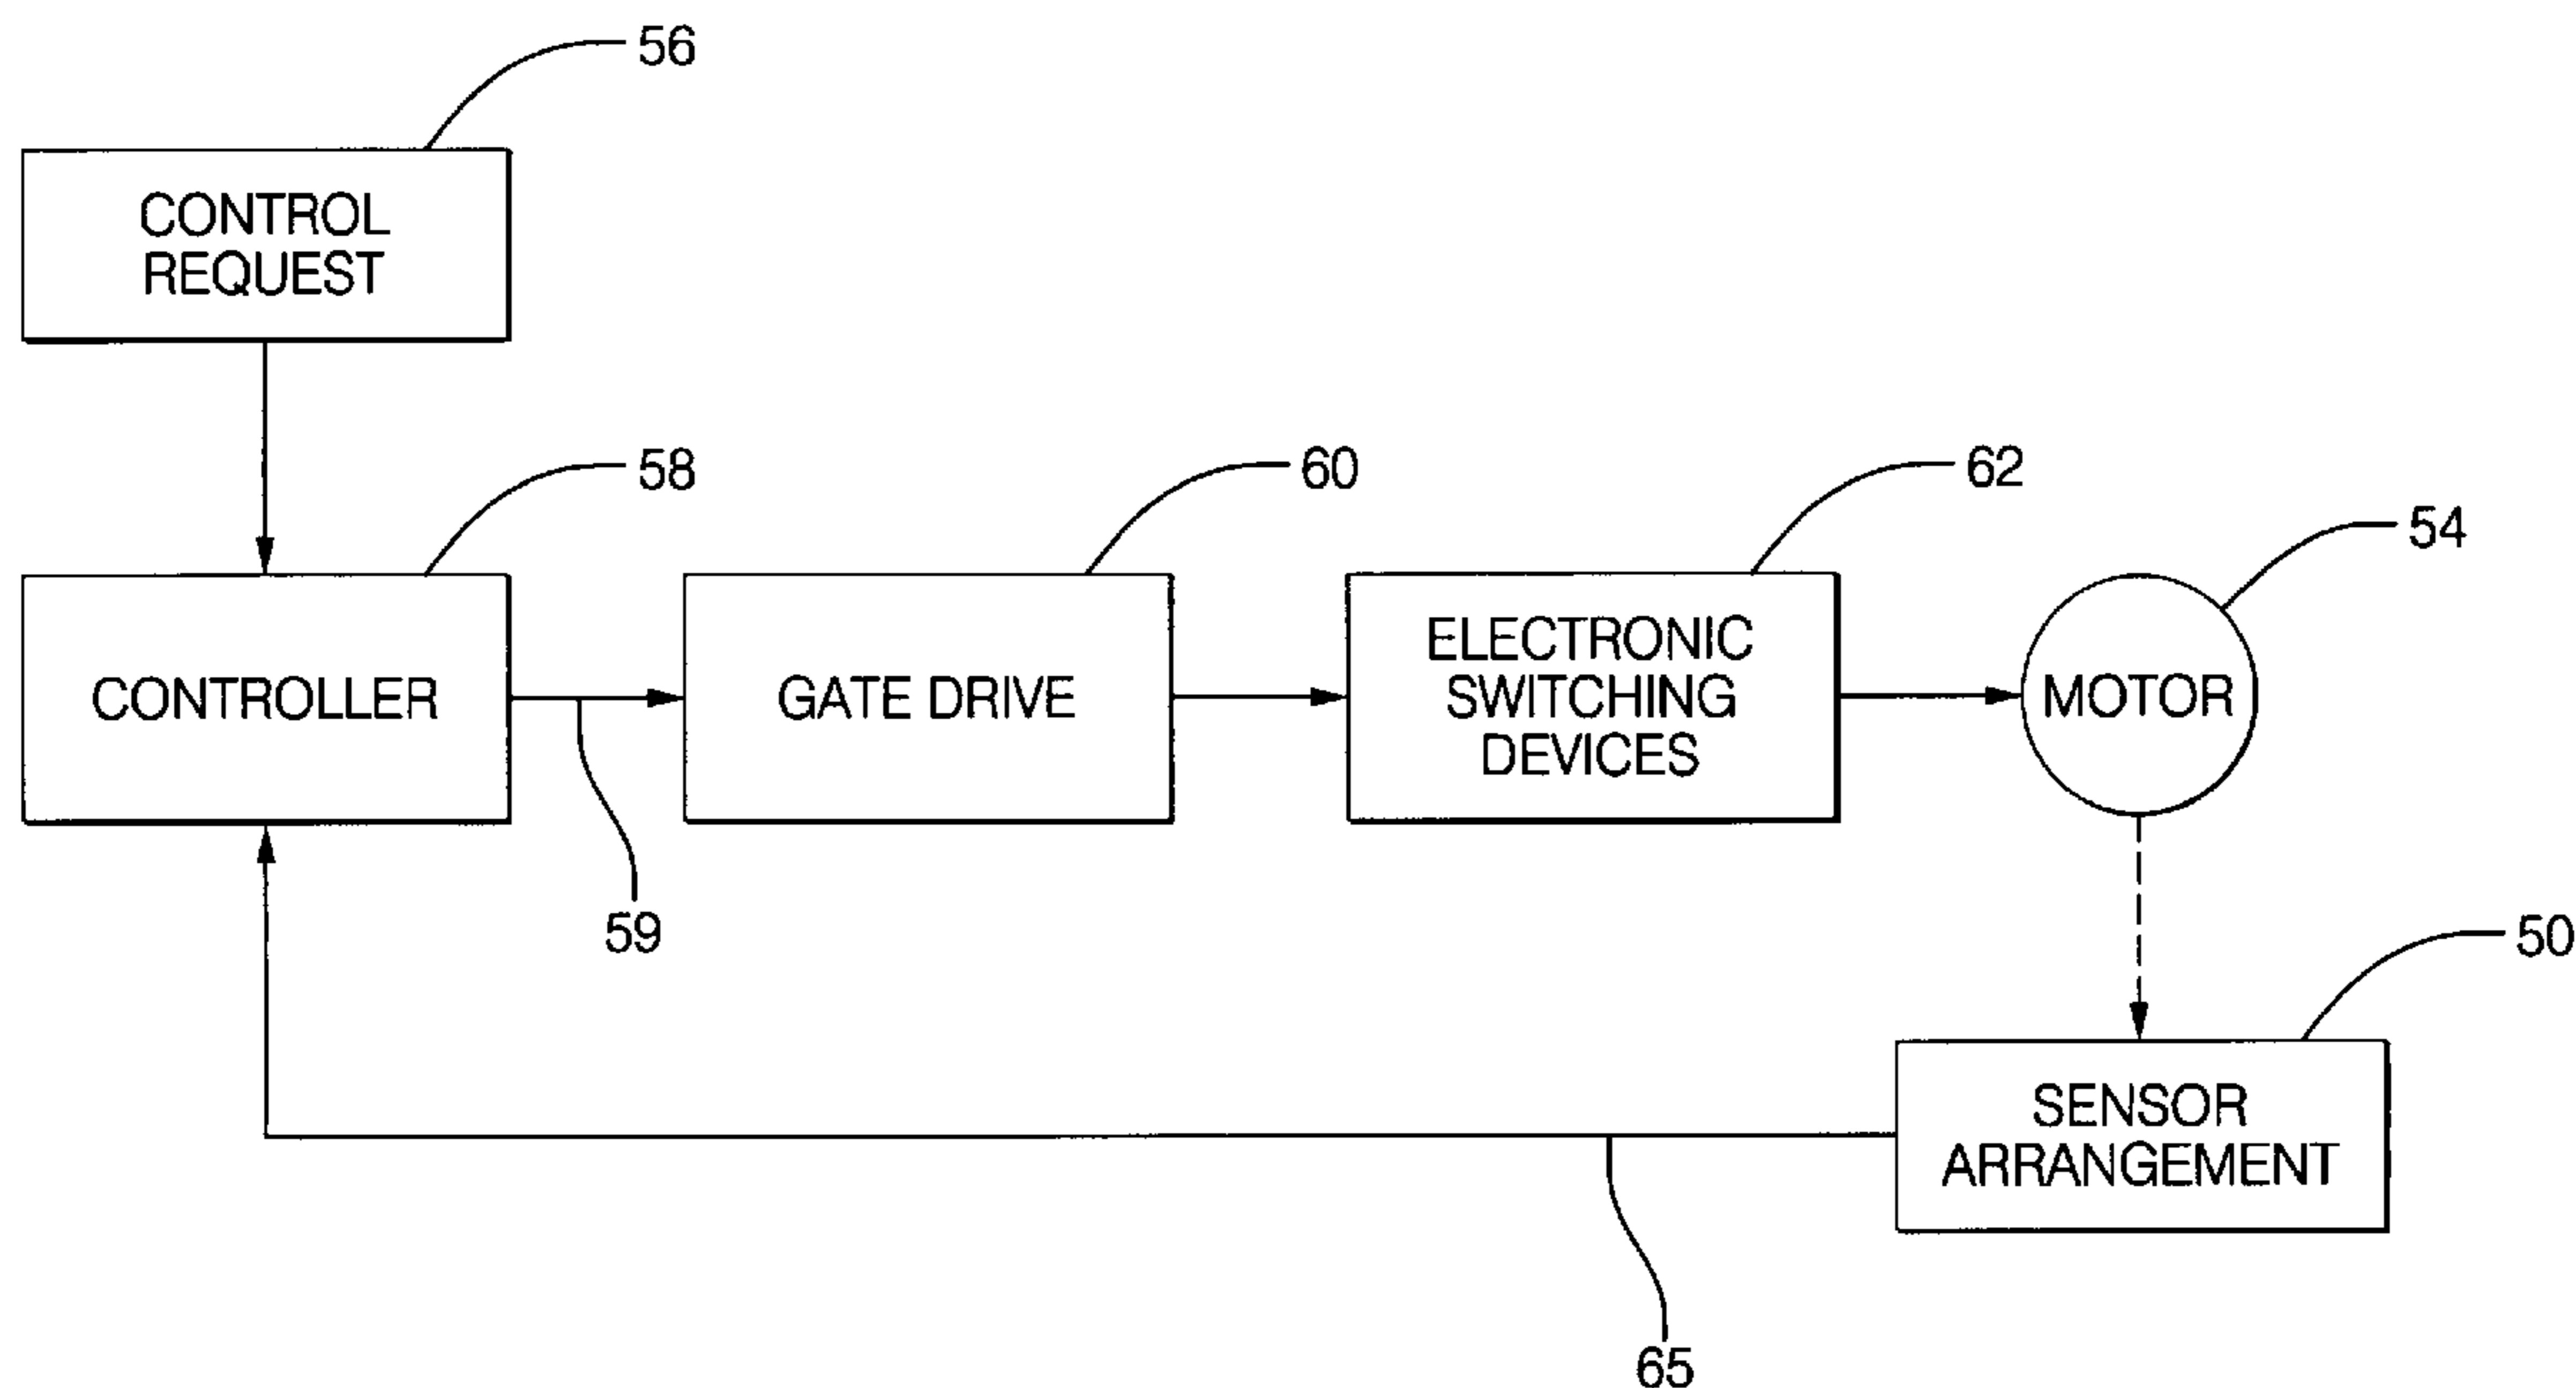 56
CONTROL
REQUEST
58
60
62
54
CONTROLLER
GATE DRIVE
ELECTRONIC
SWITCHING
DEVICES
MOTOR
59
50
SENSOR
ARRANGEMENT
65